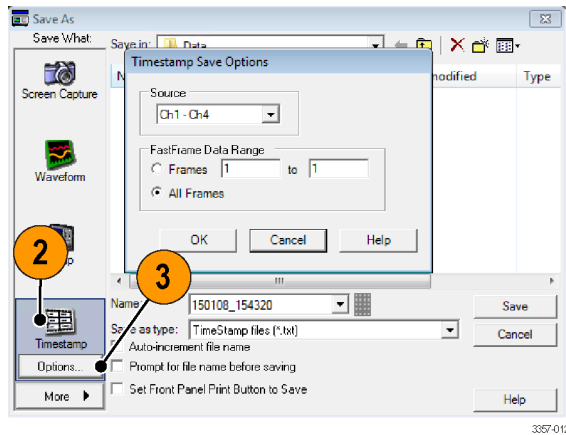 Save As
Save What:
Save in: Data
Timestamp Save Options
modified Type
Source
Ch1 - Ch4
Screen Capture
FastFrame Data Range
Frames 1 to 1
All Frames
Waveform
OK Cancel Help
2
3
Name: 150108_154320
Save
Save as type: TimeStamp files (*.txt)
Cancel
Timestamp
Auto-increment file name
Options...
Prompt for file name before saving
More
Set Front Panel Print Button to Save
Help